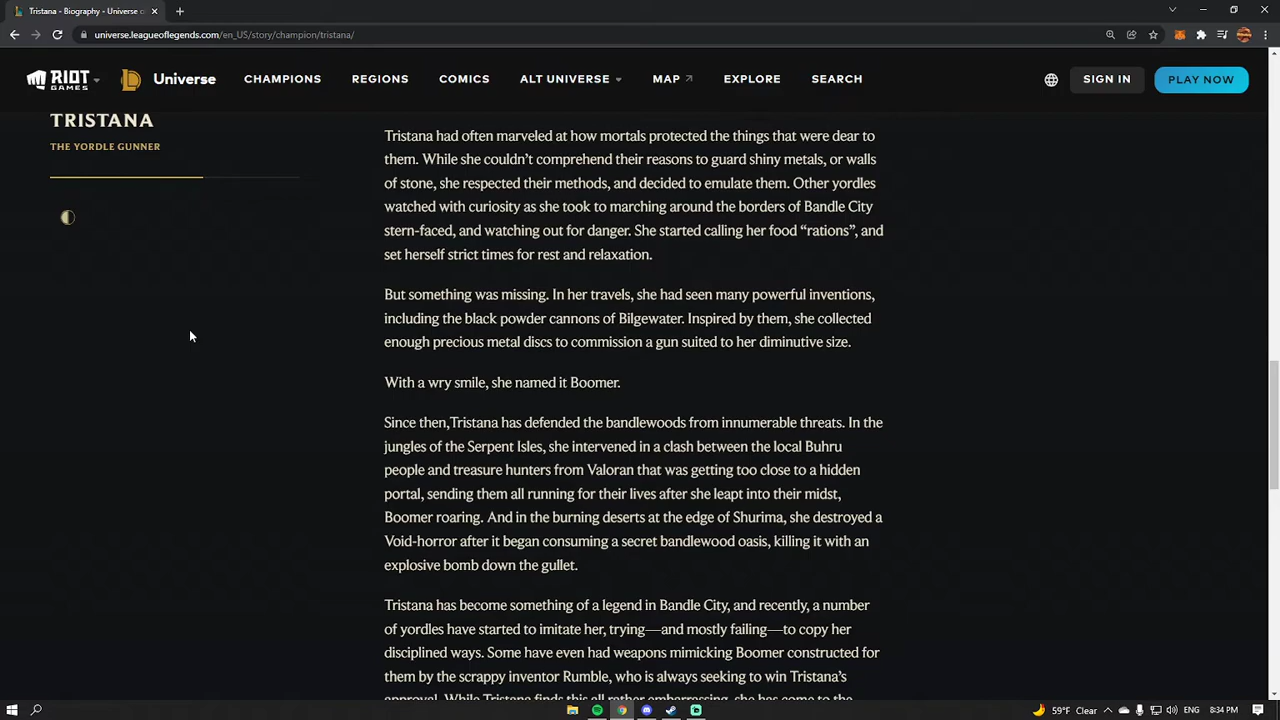 Tristana - Biography - Universe o
universe.leagueoflegends.com/en_US/story/champion/tristana/
RIOT GAMES
Universe
CHAMPIONS
REGIONS
COMICS
ALT UNIVERSE
MAP
EXPLORE
SEARCH
SIGN IN
PLAY NOW
TRISTANA
THE YORDLE GUNNER
Tristana had often marveled at how mortals protected the things that were dear to
them. While she couldn’t comprehend their reasons to guard shiny metals, or walls
of stone, she respected their methods, and decided to emulate them. Other yordles
watched with curiosity as she took to marching around the borders of Bandle City
stern-faced, and watching out for danger. She started calling her food “rations”, and
set herself strict times for rest and relaxation.
But something was missing. In her travels, she had seen many powerful inventions,
including the black powder cannons of Bilgewater. Inspired by them, she collected
enough precious metal discs to commission a gun suited to her diminutive size.
With a wry smile, she named it Boomer.
Since then,Tristana has defended the bandlewoods from innumerable threats. In the
jungles of the Serpent Isles, she intervened in a clash between the local Buhru
people and treasure hunters from Valoran that was getting too close to a hidden
portal, sending them all running for their lives after she leapt into their midst,
Boomer roaring. And in the burning deserts at the edge of Shurima, she destroyed a
Void-horror after it began consuming a secret bandlewood oasis, killing it with an
explosive bomb down the gullet.
Tristana has become something of a legend in Bandle City, and recently, a number
of yordles have started to imitate her, trying—and mostly failing—to copy her
disciplined ways. Some have even had weapons mimicking Boomer constructed for
them by the scrappy inventor Rumble, who is always seeking to win Tristana’s
approval. While Tristana finds this all rather embarrassing, she has come to the
59°F Clear
ENG
8:34 PM